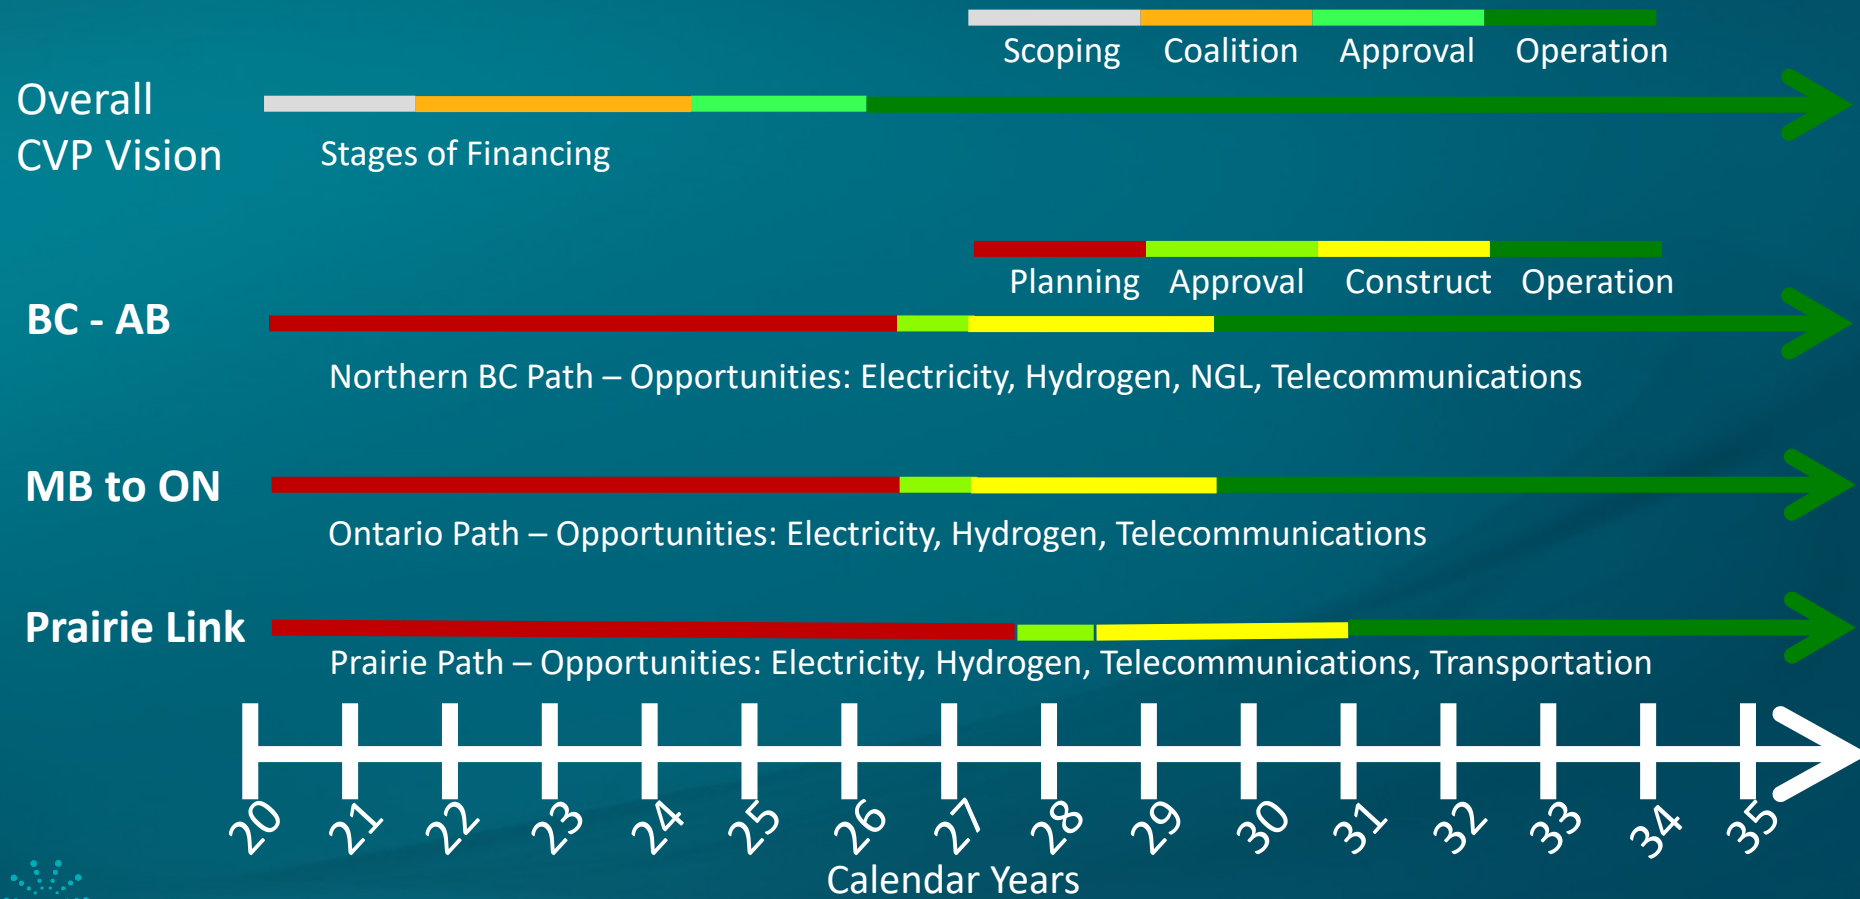 Scoping Coalition Approval Operation
Overall
CVP Vision
Stages of Financing
Planning Approval Construct Operation
BC - AB
Northern BC Path – Opportunities: Electricity, Hydrogen, NGL, Telecommunications
MB to ON
Ontario Path – Opportunities: Electricity, Hydrogen, Telecommunications
Prairie Link
Prairie Path – Opportunities: Electricity, Hydrogen, Telecommunications, Transportation
20 21 22 23 24 25 26 27 28 29 30 31 32 33 34 35
Calendar Years